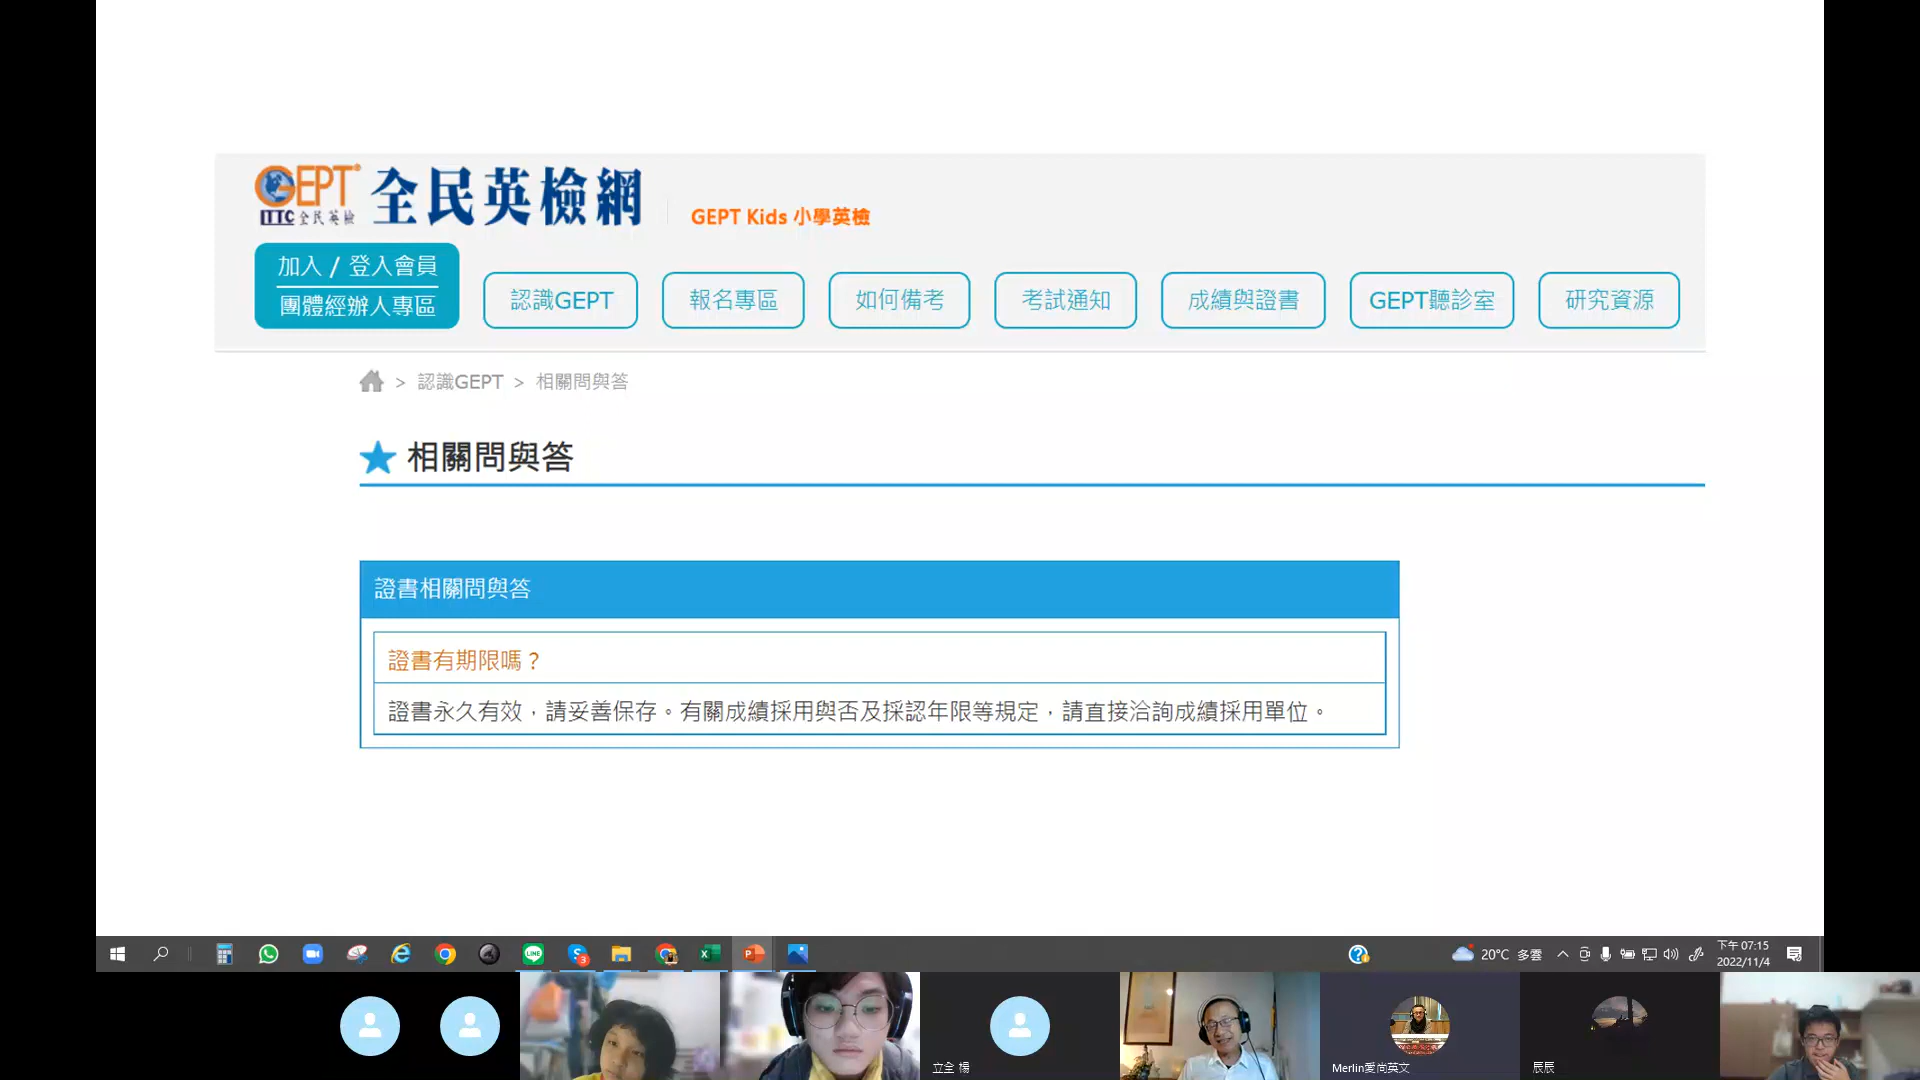 GEPT
LTTC 全民英檢
全民英檢網
GEPT Kids 小學英檢
加入 / 登入會員
團體經辦人專區
認識GEPT
報名專區
如何備考
考試通知
成績與證書
GEPT聽診室
研究資源
> 認識GEPT > 相關問與答
相關問與答
證書相關問與答
證書有期限嗎？
證書永久有效，請妥善保存。有關成績採用與否及採認年限等規定，請直接洽詢成績採用單位。
20°C 多雲
下午 07:15
2022/11/4
立全 楊
Merlin愛尚英文
辰辰